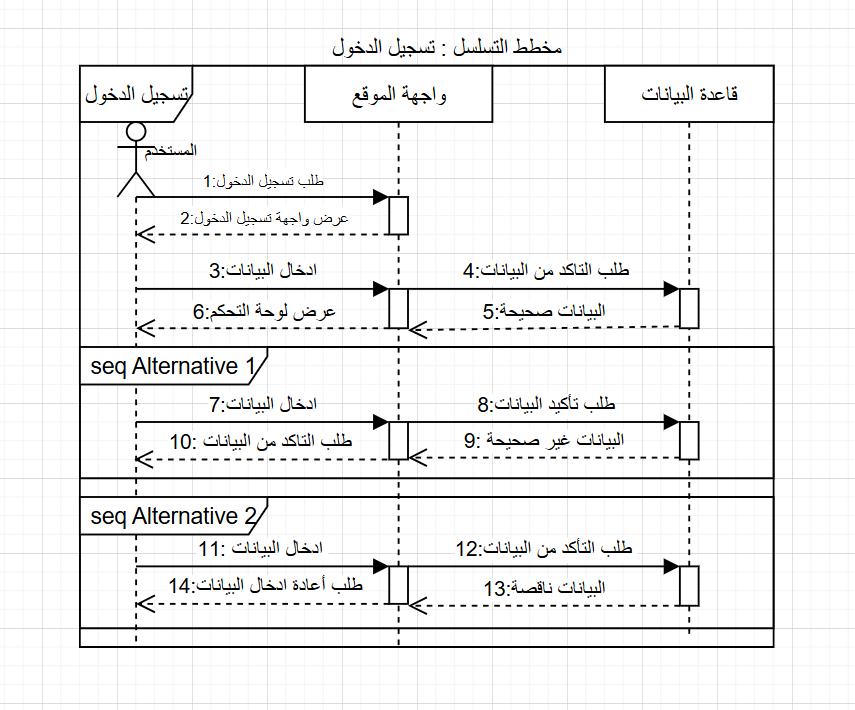 مخطط التسلسل : تسجيل الدخول
تسجيل الدخول
واجهة الموقع
قاعدة البيانات
المستخدم
1:طلب تسجيل الدخول
2:عرض واجهة تسجيل الدخول
3:ادخال البيانات
4:طلب التاكد من البيانات
5:البيانات صحيحة
6:عرض لوحة التحكم
seq Alternative 1
7:ادخال البيانات
8:طلب تأكيد البيانات
9: البيانات غير صحيحة
10: طلب التاكد من البيانات
seq Alternative 2
11: ادخال البيانات
12:طلب التأكد من البيانات
13:البيانات ناقصة
14:طلب أعادة ادخال البيانات